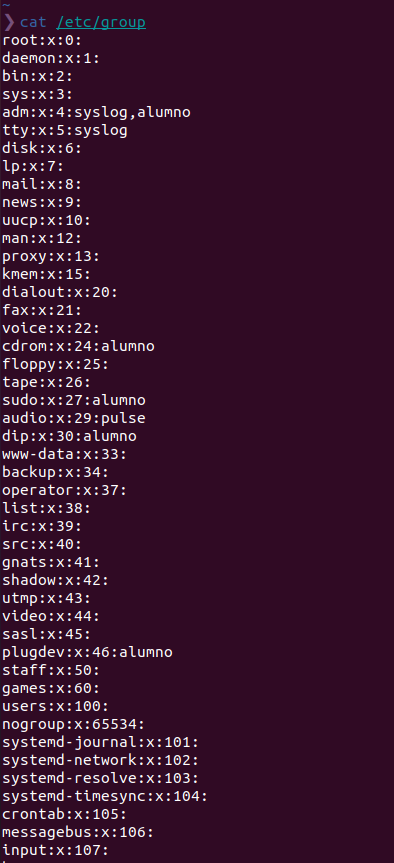 ~
❯ cat /etc/group
root:x:0:
daemon:x:1:
bin:x:2:
sys:x:3:
adm:x:4:syslog,alumno
tty:x:5:syslog
disk:x:6:
lp:x:7:
mail:x:8:
news:x:9:
uucp:x:10:
man:x:12:
proxy:x:13:
kmem:x:15:
dialout:x:20:
fax:x:21:
voice:x:22:
cdrom:x:24:alumno
floppy:x:25:
tape:x:26:
sudo:x:27:alumno
audio:x:29:pulse
dip:x:30:alumno
www-data:x:33:
backup:x:34:
operator:x:37:
list:x:38:
irc:x:39:
src:x:40:
gnats:x:41:
shadow:x:42:
utmp:x:43:
video:x:44:
sasl:x:45:
plugdev:x:46:alumno
staff:x:50:
games:x:60:
users:x:100:
nogroup:x:65534:
systemd-journal:x:101:
systemd-network:x:102:
systemd-resolve:x:103:
systemd-timesync:x:104:
crontab:x:105:
messagebus:x:106:
input:x:107: